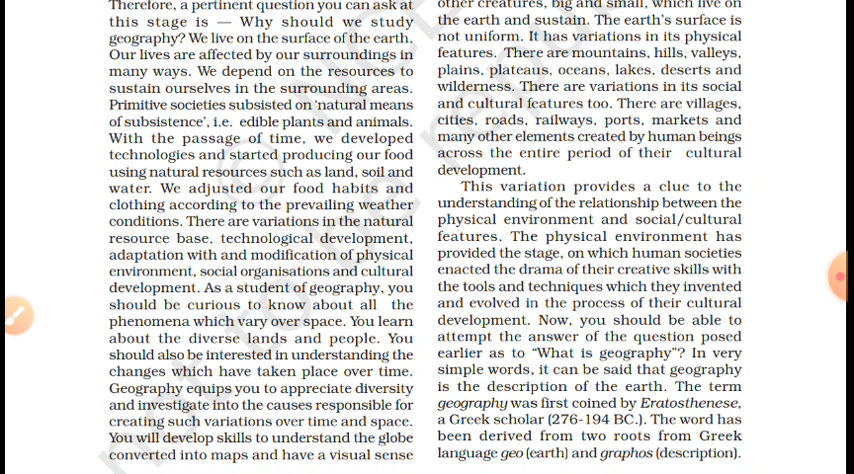 Therefore, a pertinent question you can ask at
this stage is — Why should we study
geography? We live on the surface of the earth.
Our lives are affected by our surroundings in
many ways. We depend on the resources to
sustain ourselves in the surrounding areas.
Primitive societies subsisted on ‘natural means
of subsistence’, i.e. edible plants and animals.
With the passage of time, we developed
technologies and started producing our food
using natural resources such as land, soil and
water. We adjusted our food habits and
clothing according to the prevailing weather
conditions. There are variations in the natural
resource base, technological development,
adaptation with and modification of physical
environment, social organisations and cultural
development. As a student of geography, you
should be curious to know about all the
phenomena which vary over space. You learn
about the diverse lands and people. You
should also be interested in understanding the
changes which have taken place over time.
Geography equips you to appreciate diversity
and investigate into the causes responsible for
creating such variations over time and space.
You will develop skills to understand the globe
converted into maps and have a visual sense
other creatures, big and small, which live on
the earth and sustain. The earth’s surface is
not uniform. It has variations in its physical
features. There are mountains, hills, valleys,
plains, plateaus, oceans, lakes, deserts and
wilderness. There are variations in its social
and cultural features too. There are villages,
cities, roads, railways, ports, markets and
many other elements created by human beings
across the entire period of their cultural
development.
This variation provides a clue to the
understanding of the relationship between the
physical environment and social/cultural
features. The physical environment has
provided the stage, on which human societies
enacted the drama of their creative skills with
the tools and techniques which they invented
and evolved in the process of their cultural
development. Now, you should be able to
attempt the answer of the question posed
earlier as to “What is geography”? In very
simple words, it can be said that geography
is the description of the earth. The term
geography was first coined by Eratosthenese,
a Greek scholar (276-194 BC.). The word has
been derived from two roots from Greek
language geo (earth) and graphos (description).
© NCE
not to be repu